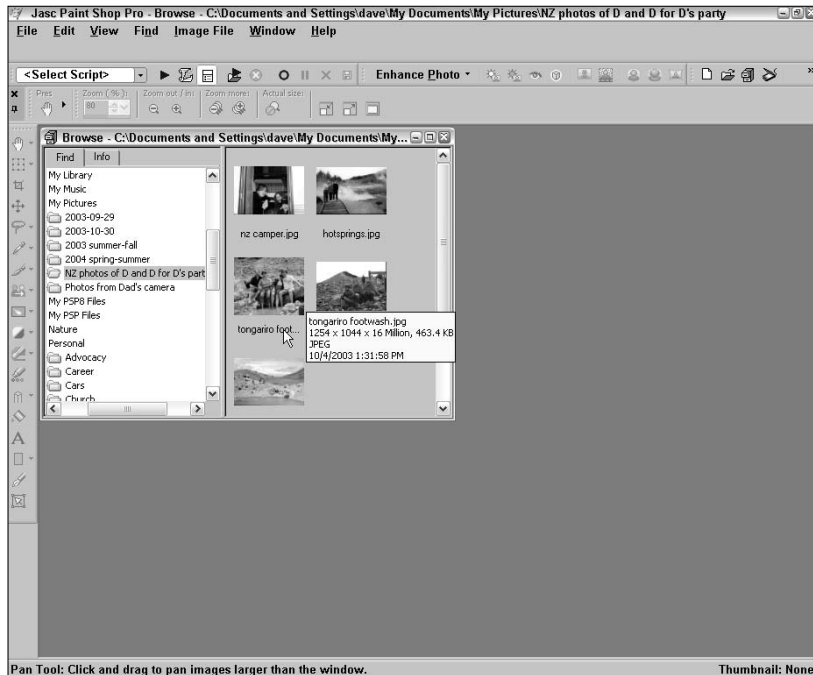 Jasc Paint Shop Pro - Browse - C:\Documents and Settings\dave\My Documents\My Pictures\NZ photos of D and D for D's party
File Edit View Find Image File Window Help
<Select Script> Enhance Photo
Pres Zoom (%): Zoom out / in: Zoom more: Actual size:
80
Browse - C:\Documents and Settings\dave\My Documents\My...
Find Info
My Library
My Music
My Pictures
2003-09-29
2003-10-30
2003 summer-fall
2004 spring-summer
NZ photos of D and D for D's part
Photos from Dad's camera
My PSP8 Files
My PSP Files
Nature
Personal
Advocacy
Career
Cars
Church
nz camper.jpg hotsprings.jpg
tongariro foot...
tongariro footwash.jpg
1254 x 1044 x 16 Million, 463.4 KB
JPEG
10/4/2003 1:31:58 PM
Pan Tool: Click and drag to pan images larger than the window. Thumbnail: None